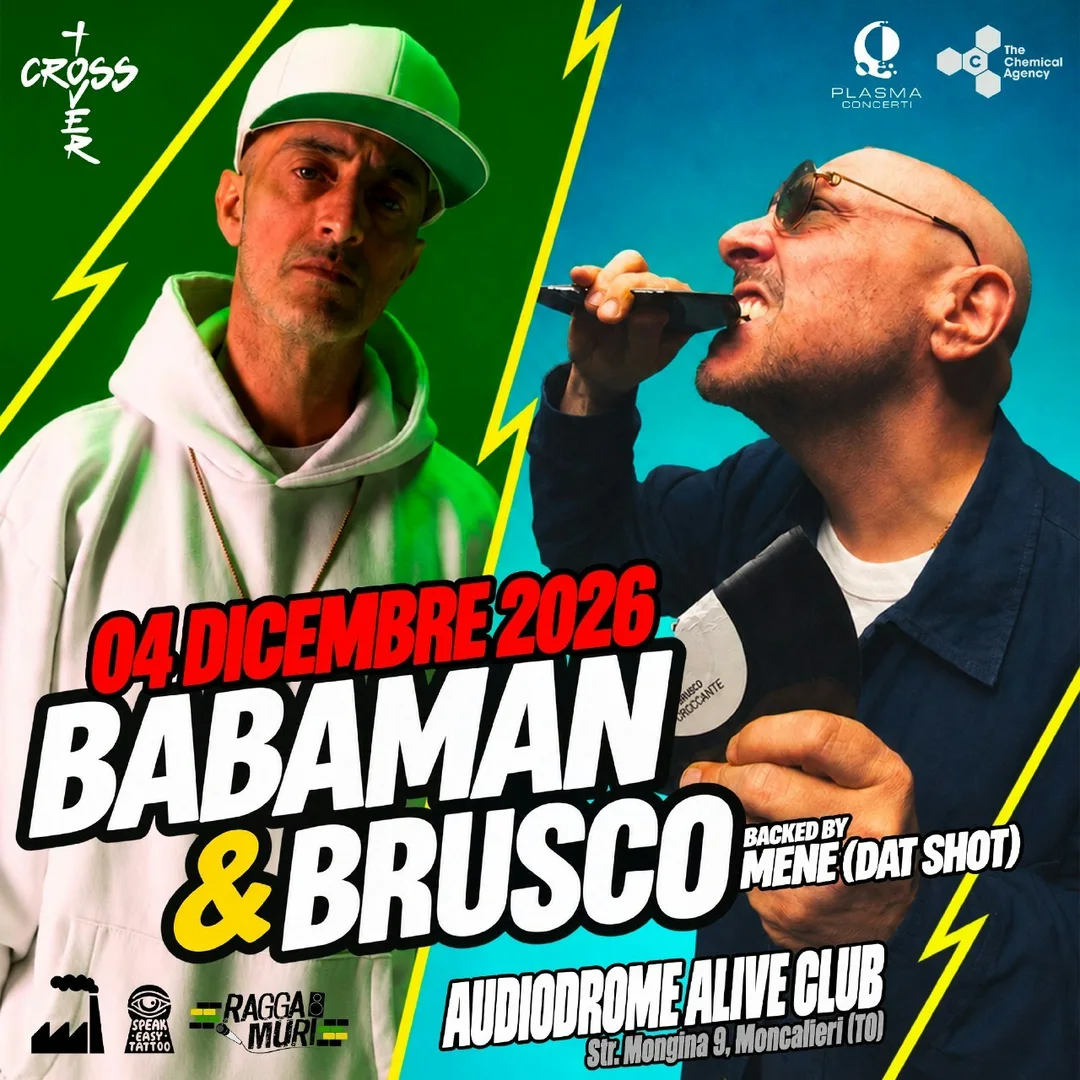 CROSS
OVER
PLASMA
CONCERTI
C
The
Chemical
Agency
04 DICEMBRE 2026
BABAMAN
& BRUSCO
BACKED BY
MENE (DAT SHOT)
BRUSCO
CROCCANTE
AUDIODROME ALIVE CLUB
Str. Mongina 9, Moncalieri (TO)
SPEAK
EASY
TATTOO
RAGGA
MURI